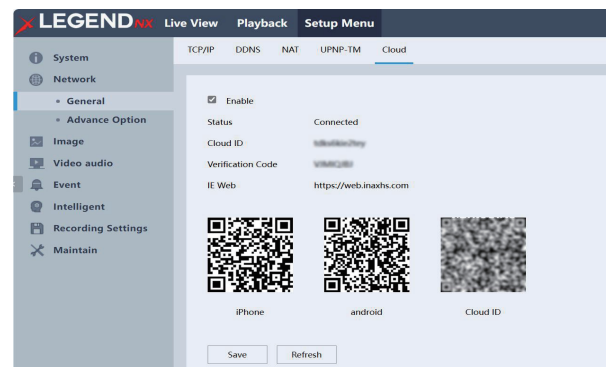 LEGEND NX Live View Playback Setup Menu
TCP/IP DDNS NAT UPNP-TM Cloud
System
Network
General
Advance Option
Image
Video audio
Event
Intelligent
Recording Settings
Maintain
Enable
Status Connected
Cloud ID
Verification Code
IE Web https://web.inaxhs.com
iPhone android Cloud ID
Save Refresh